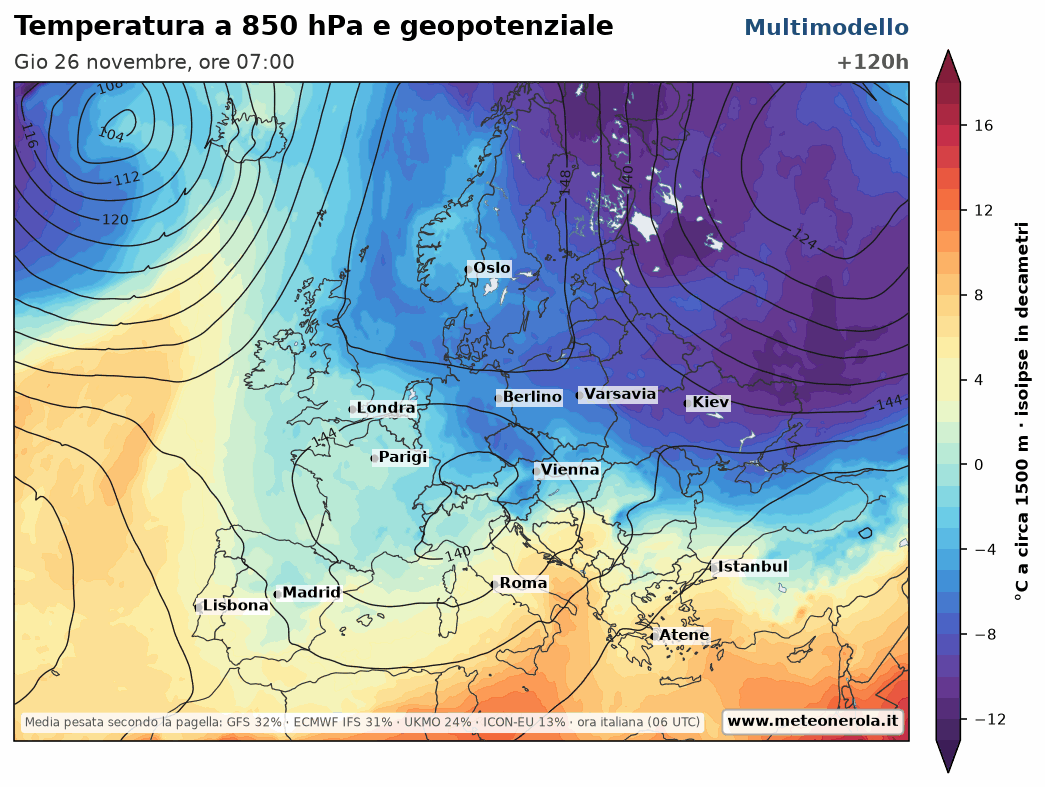 Temperatura a 850 hPa e geopotenziale
Multimodello
Gio 26 novembre, ore 07:00
+120h
108
104
116
112
120
148
140
124
144
144
140
Oslo
Berlino
Varsavia
Kiev
Londra
Parigi
Vienna
Istanbul
Roma
Madrid
Lisbona
Atene
Media pesata secondo la pagella: GFS 32% · ECMWF IFS 31% · UKMO 24% · ICON-EU 13% · ora italiana (06 UTC)
www.meteonerola.it
16
12
8
4
0
−4
−8
−12
°C a circa 1500 m · isoipse in decametri